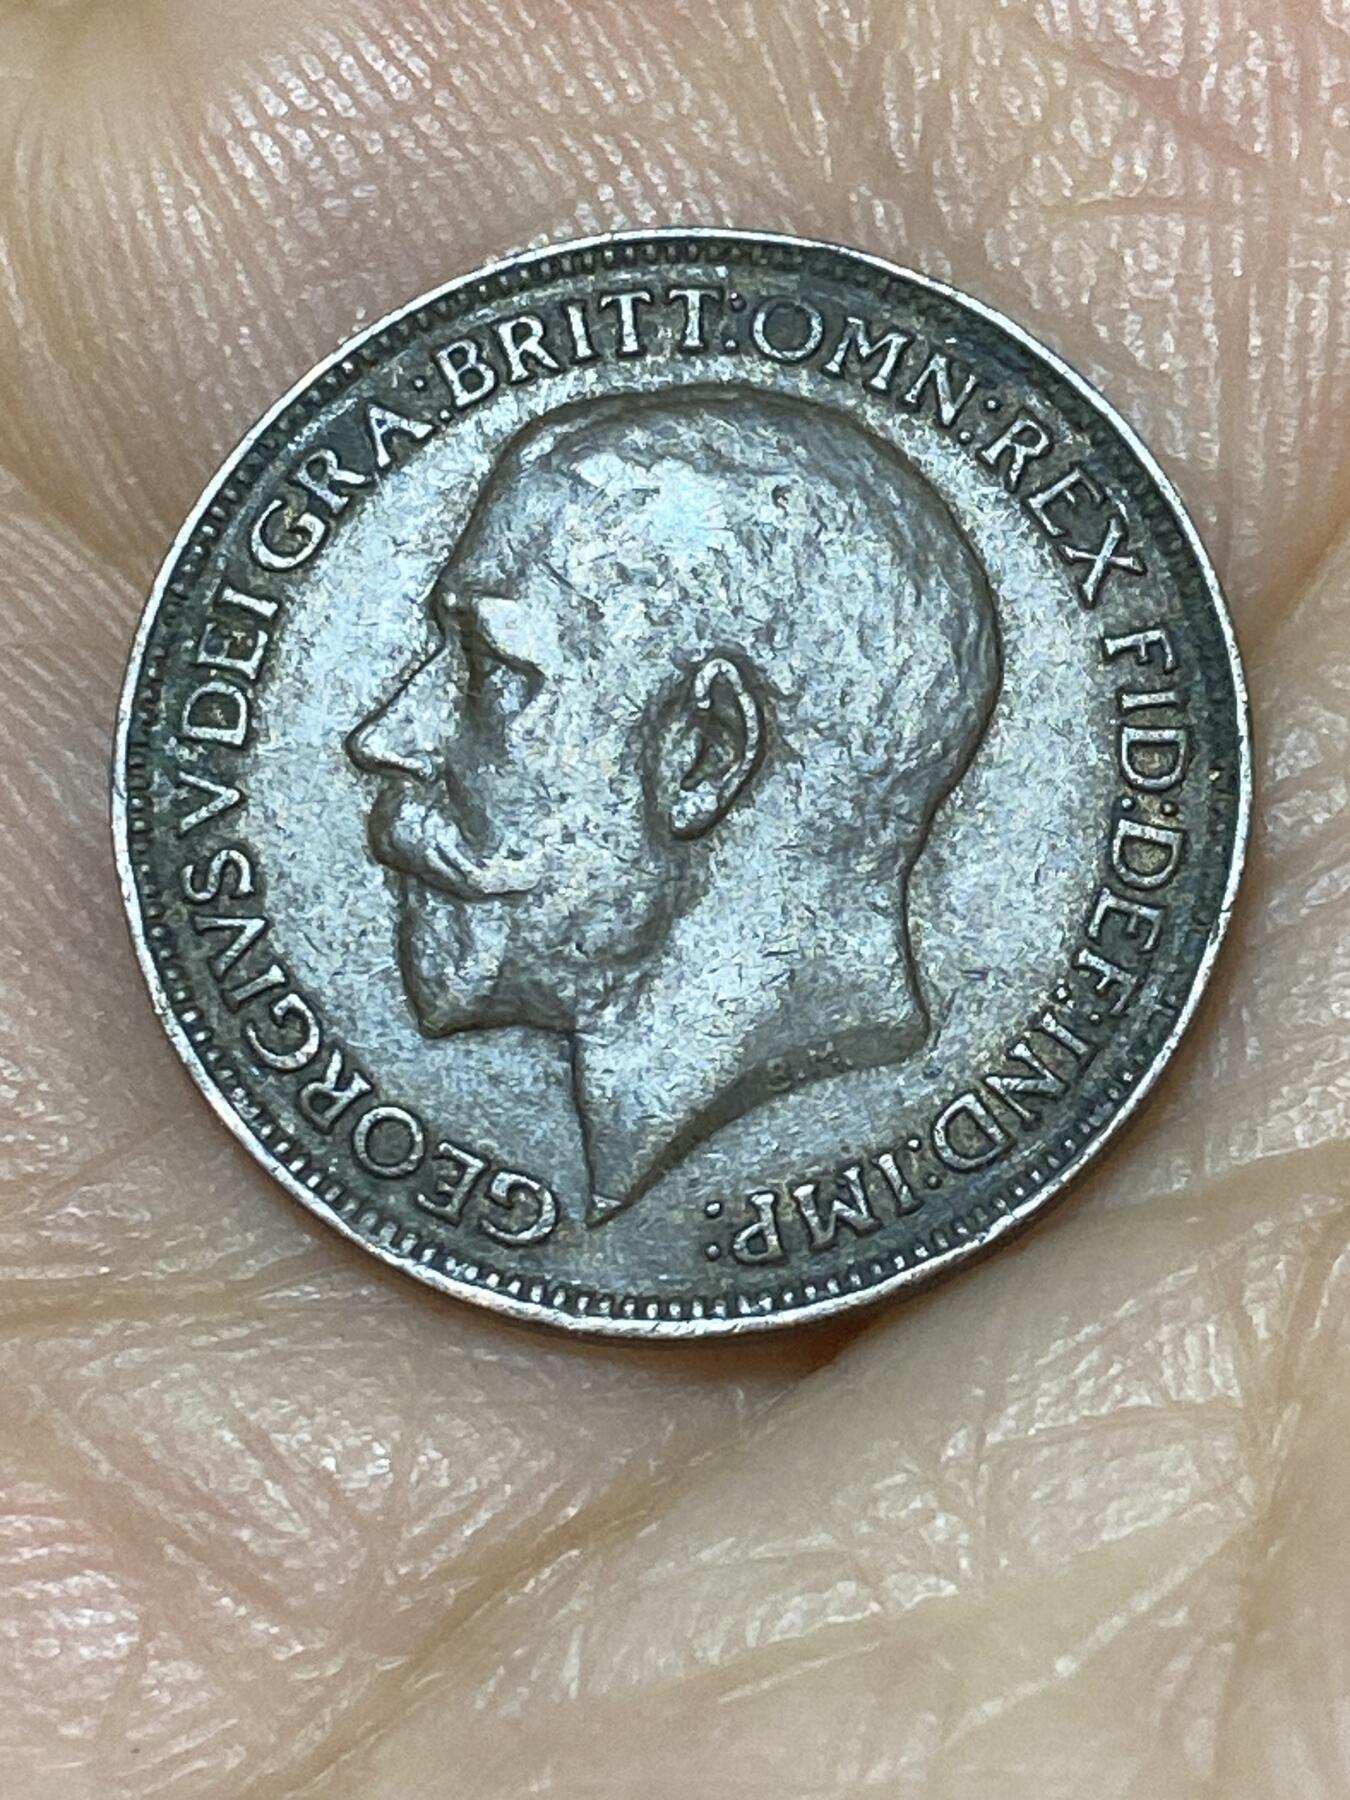 GEORGIVS V DEI GRA: BRITT: OMN: REX FID: DEF: IND: IMP:
B.M.